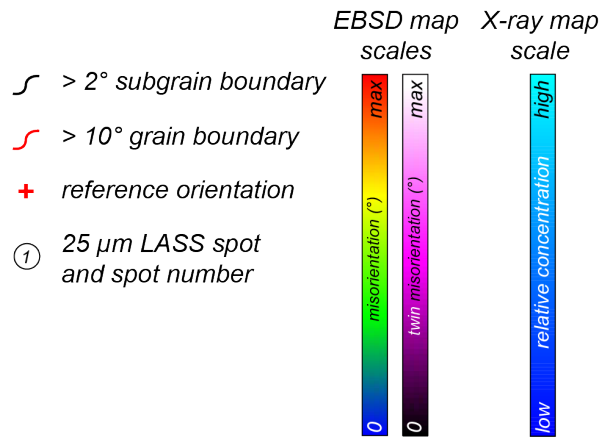 EBSD map
scales
X-ray map
scale
> 2° subgrain boundary
> 10° grain boundary
reference orientation
1
25 µm LASS spot
and spot number
max
misorientation (°)
0
max
twin misorientation (°)
0
high
relative concentration
low